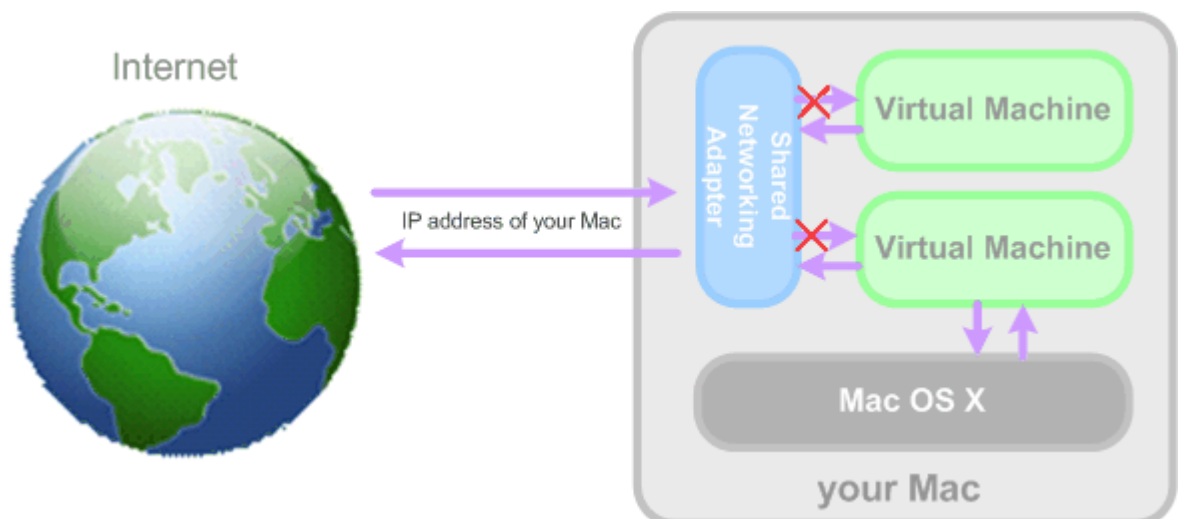 Internet
IP address of your Mac
Shared
Networking
Adapter
Virtual Machine
Virtual Machine
Mac OS X
your Mac